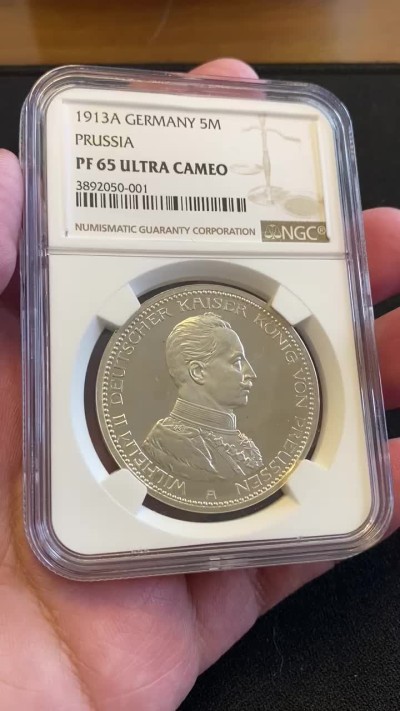 1913A GERMANY 5M
PRUSSIA
PF 65 ULTRA CAMEO
3892050-001
NUMISMATIC GUARANTY CORPORATION NGC®
WILHELM II DEUTSCHER KAISER KÖNIG VON PREUSSEN
A